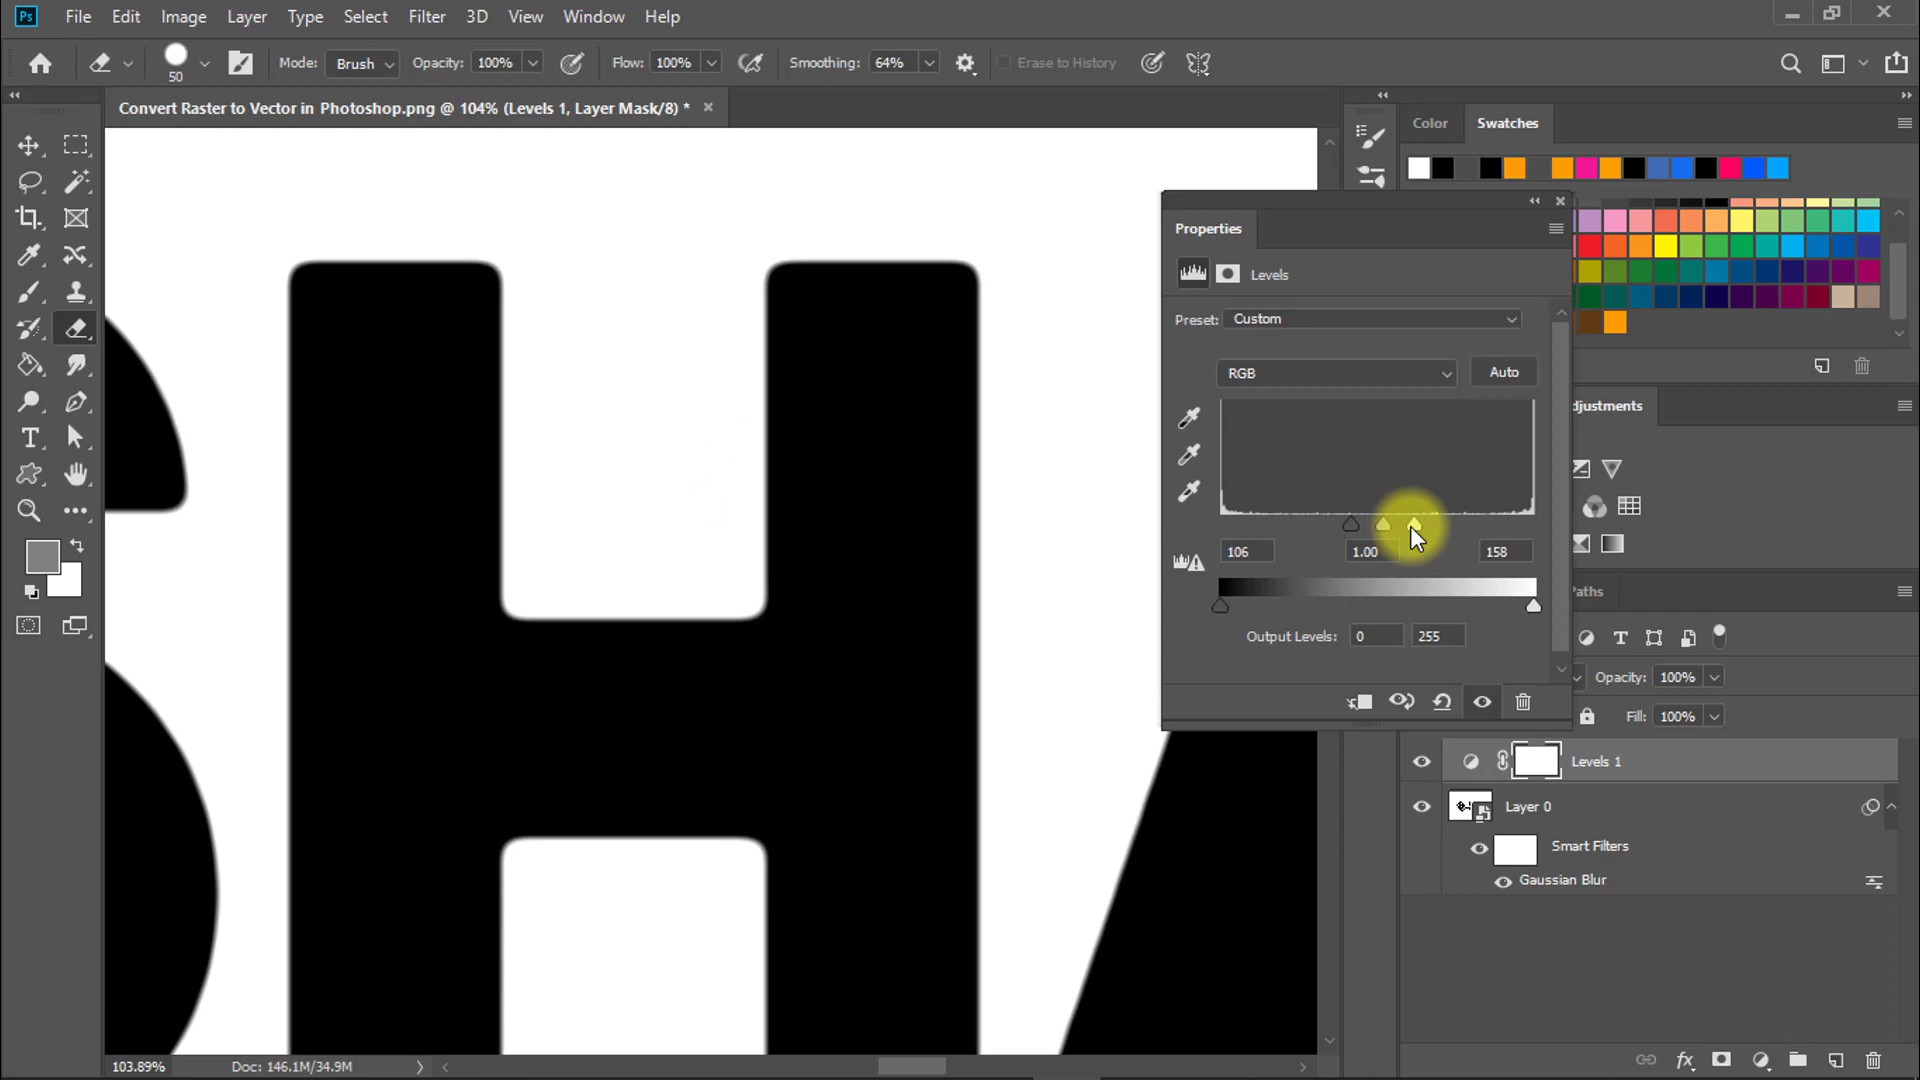 Ps File Edit Image Layer Type Select Filter 3D View Window Help
50 Mode: Brush Opacity: 100% Flow: 100% Smoothing: 64% Erase to History
Convert Raster to Vector in Photoshop.png @ 104% (Levels 1, Layer Mask/8) *
Color Swatches
Properties
Levels
Preset: Custom
RGB Auto
djustments
106 1.00 158
Paths
Output Levels: 0 255
T
Opacity: 100%
Fill: 100%
Levels 1
Layer 0
Smart Filters
Gaussian Blur
H
103.89% Doc: 146.1M/34.9M
fx